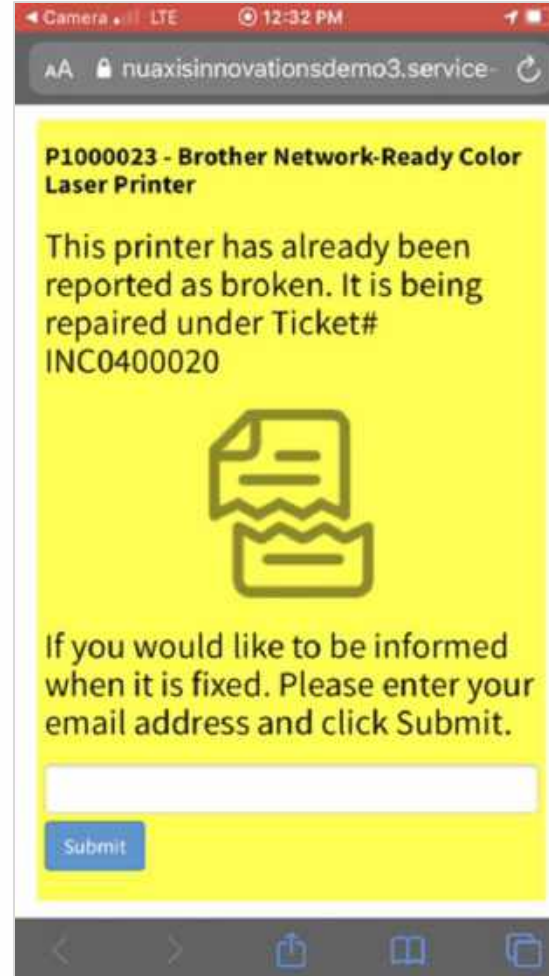 Camera LTE 12:32 PM
AA nuaxisinnovationsdemo3.service-
P1000023 - Brother Network-Ready Color
Laser Printer
This printer has already been
reported as broken. It is being
repaired under Ticket#
INC0400020
If you would like to be informed
when it is fixed. Please enter your
email address and click Submit.
Submit